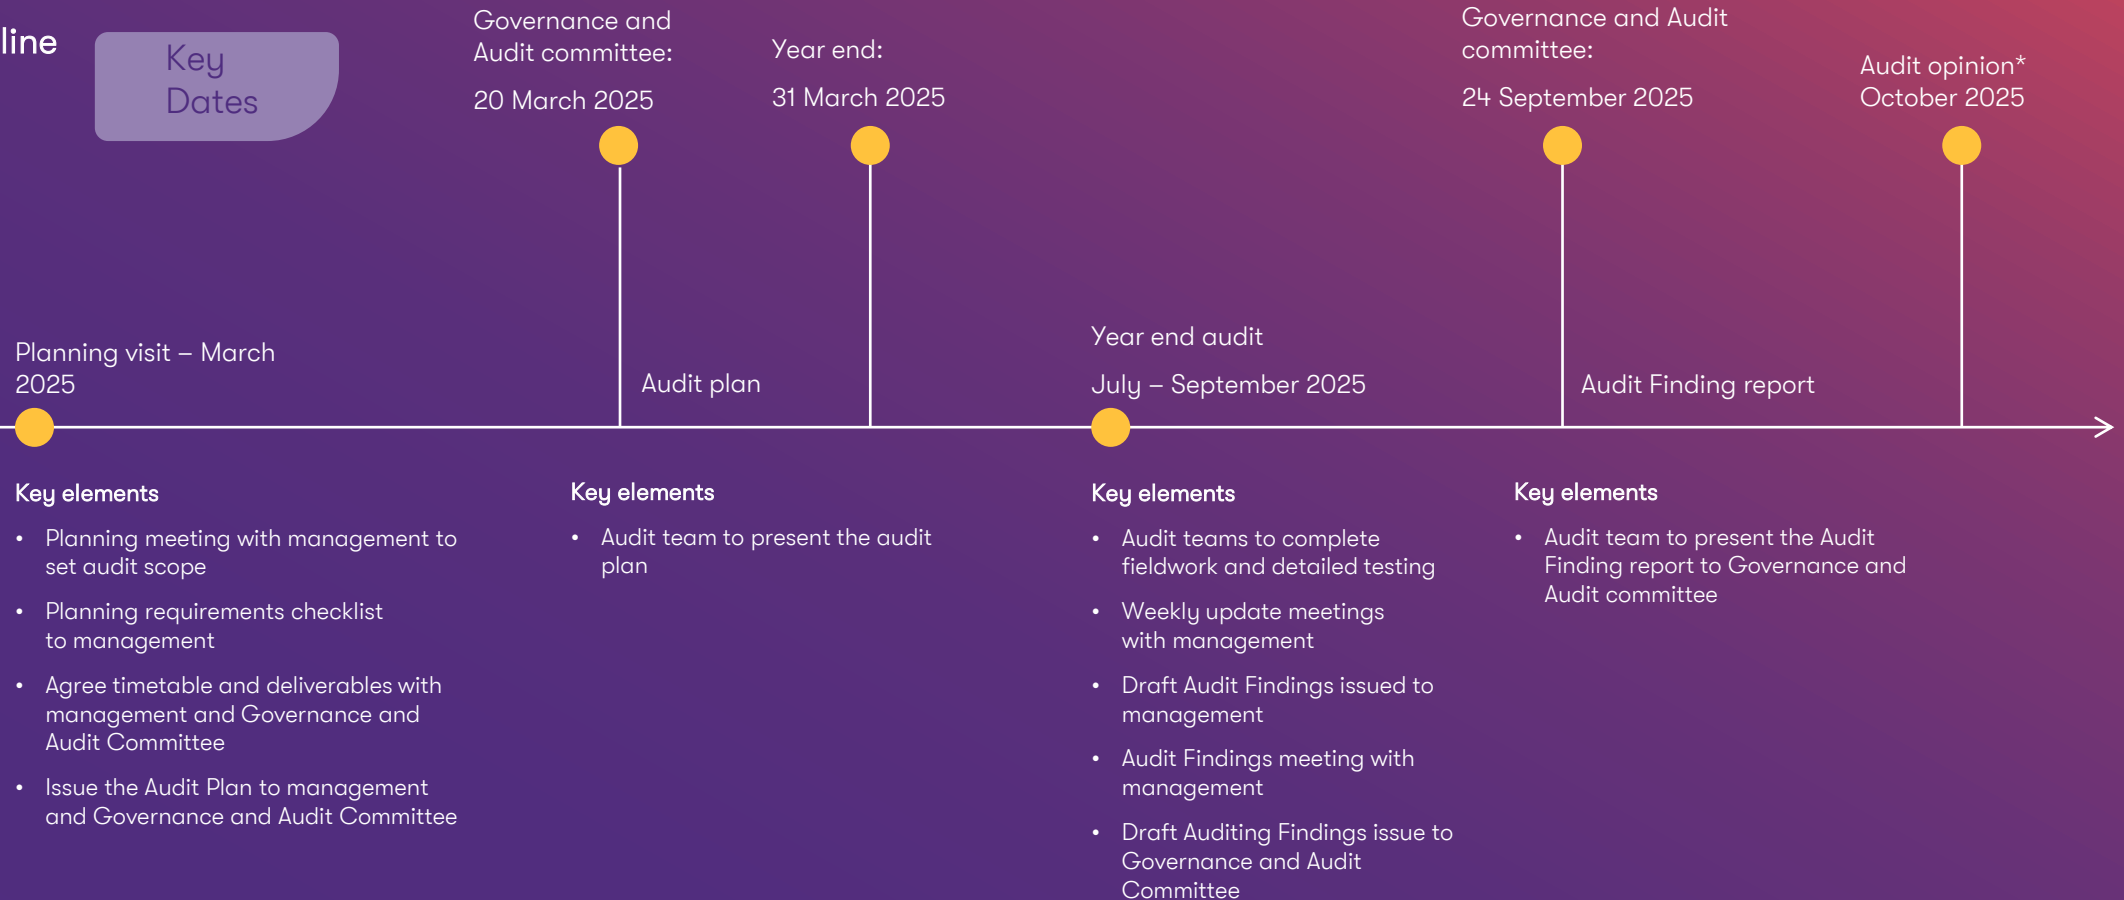 line
Key
Dates
Governance and
Audit committee:
20 March 2025
Year end:
31 March 2025
Governance and Audit
committee:
24 September 2025
Audit opinion*
October 2025
Planning visit – March
2025
Audit plan
Year end audit
July – September 2025
Audit Finding report
Key elements
• Planning meeting with management to
set audit scope
• Planning requirements checklist
to management
• Agree timetable and deliverables with
management and Governance and
Audit Committee
• Issue the Audit Plan to management
and Governance and Audit Committee
Key elements
• Audit team to present the audit
plan
Key elements
• Audit teams to complete
fieldwork and detailed testing
• Weekly update meetings
with management
• Draft Audit Findings issued to
management
• Audit Findings meeting with
management
• Draft Auditing Findings issue to
Governance and Audit
Committee
Key elements
• Audit team to present the Audit
Finding report to Governance and
Audit committee